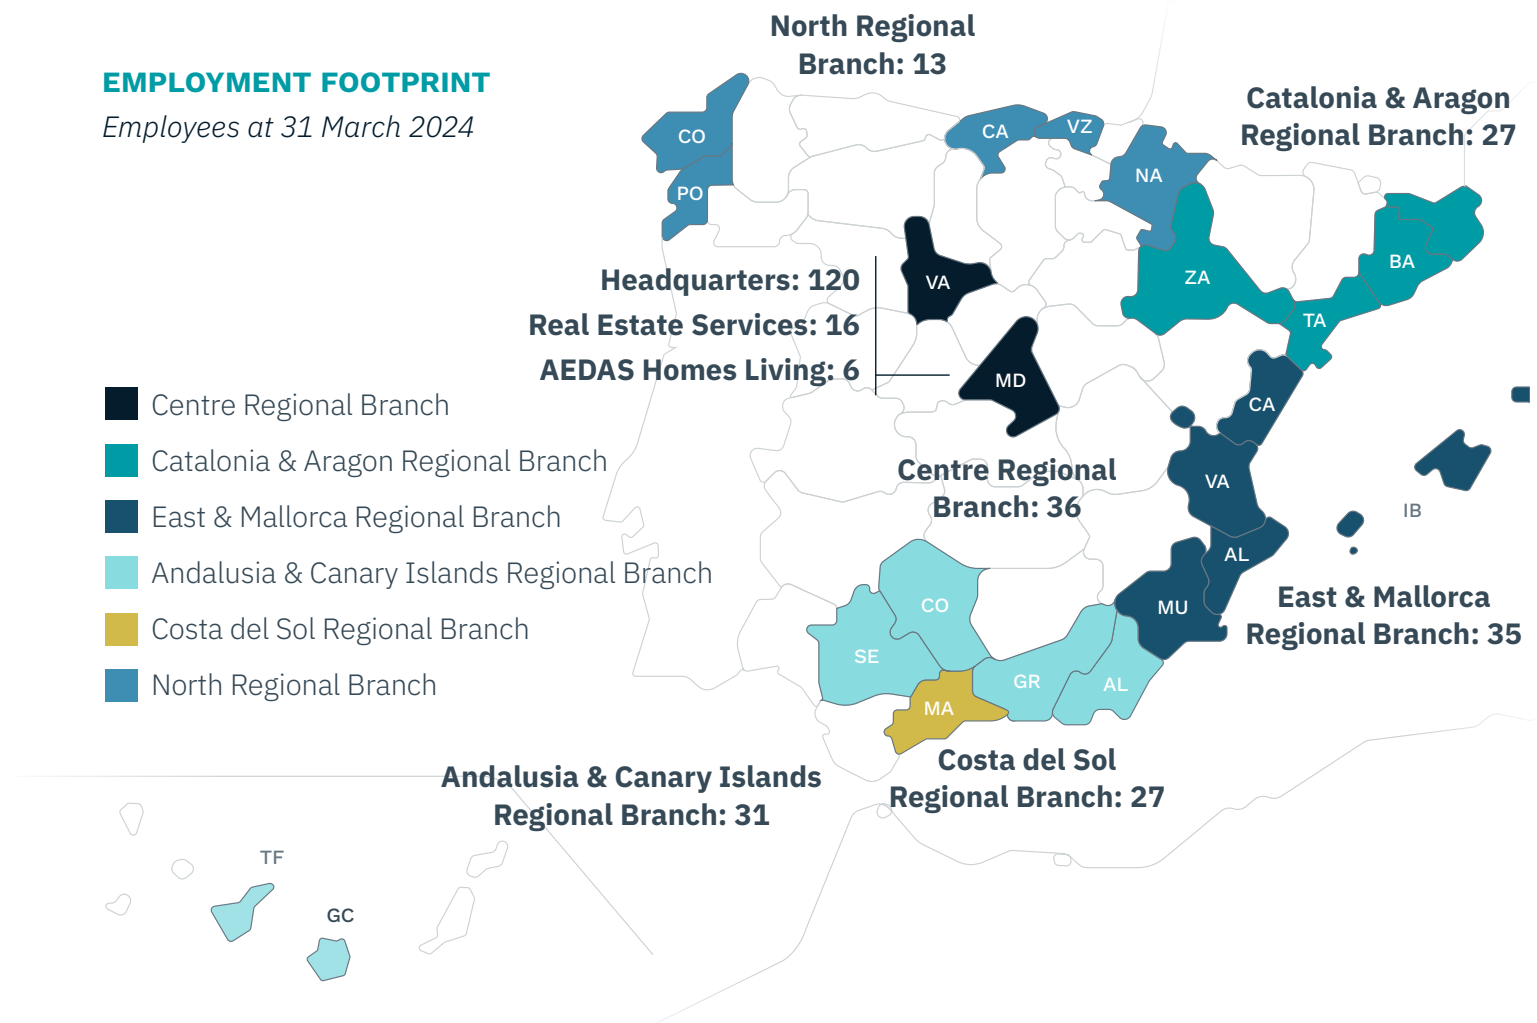 EMPLOYMENT FOOTPRINT
Employees at 31 March 2024
North Regional
Branch: 13
Catalonia & Aragon
Regional Branch: 27
CO
PO
CA
VZ
NA
ZA
BA
TA
Headquarters: 120
Real Estate Services: 16
AEDAS Homes Living: 6
VA
MD
Centre Regional
Branch: 36
CA
VA
AL
MU
IB
East & Mallorca
Regional Branch: 35
Centre Regional Branch
Catalonia & Aragon Regional Branch
East & Mallorca Regional Branch
Andalusia & Canary Islands Regional Branch
Costa del Sol Regional Branch
North Regional Branch
CO
SE
GR
AL
MA
Costa del Sol
Regional Branch: 27
Andalusia & Canary Islands
Regional Branch: 31
TF
GC